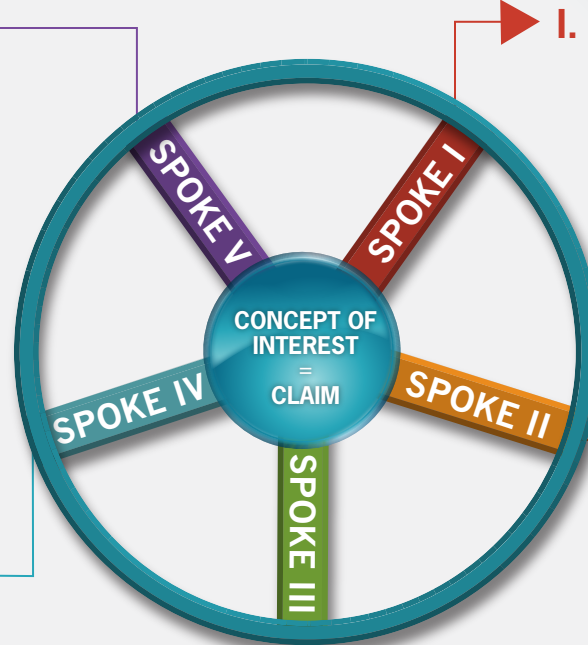 I.
SPOKE V
SPOKE I
CONCEPT OF
INTEREST
=
CLAIM
SPOKE IV
SPOKE II
SPOKE III